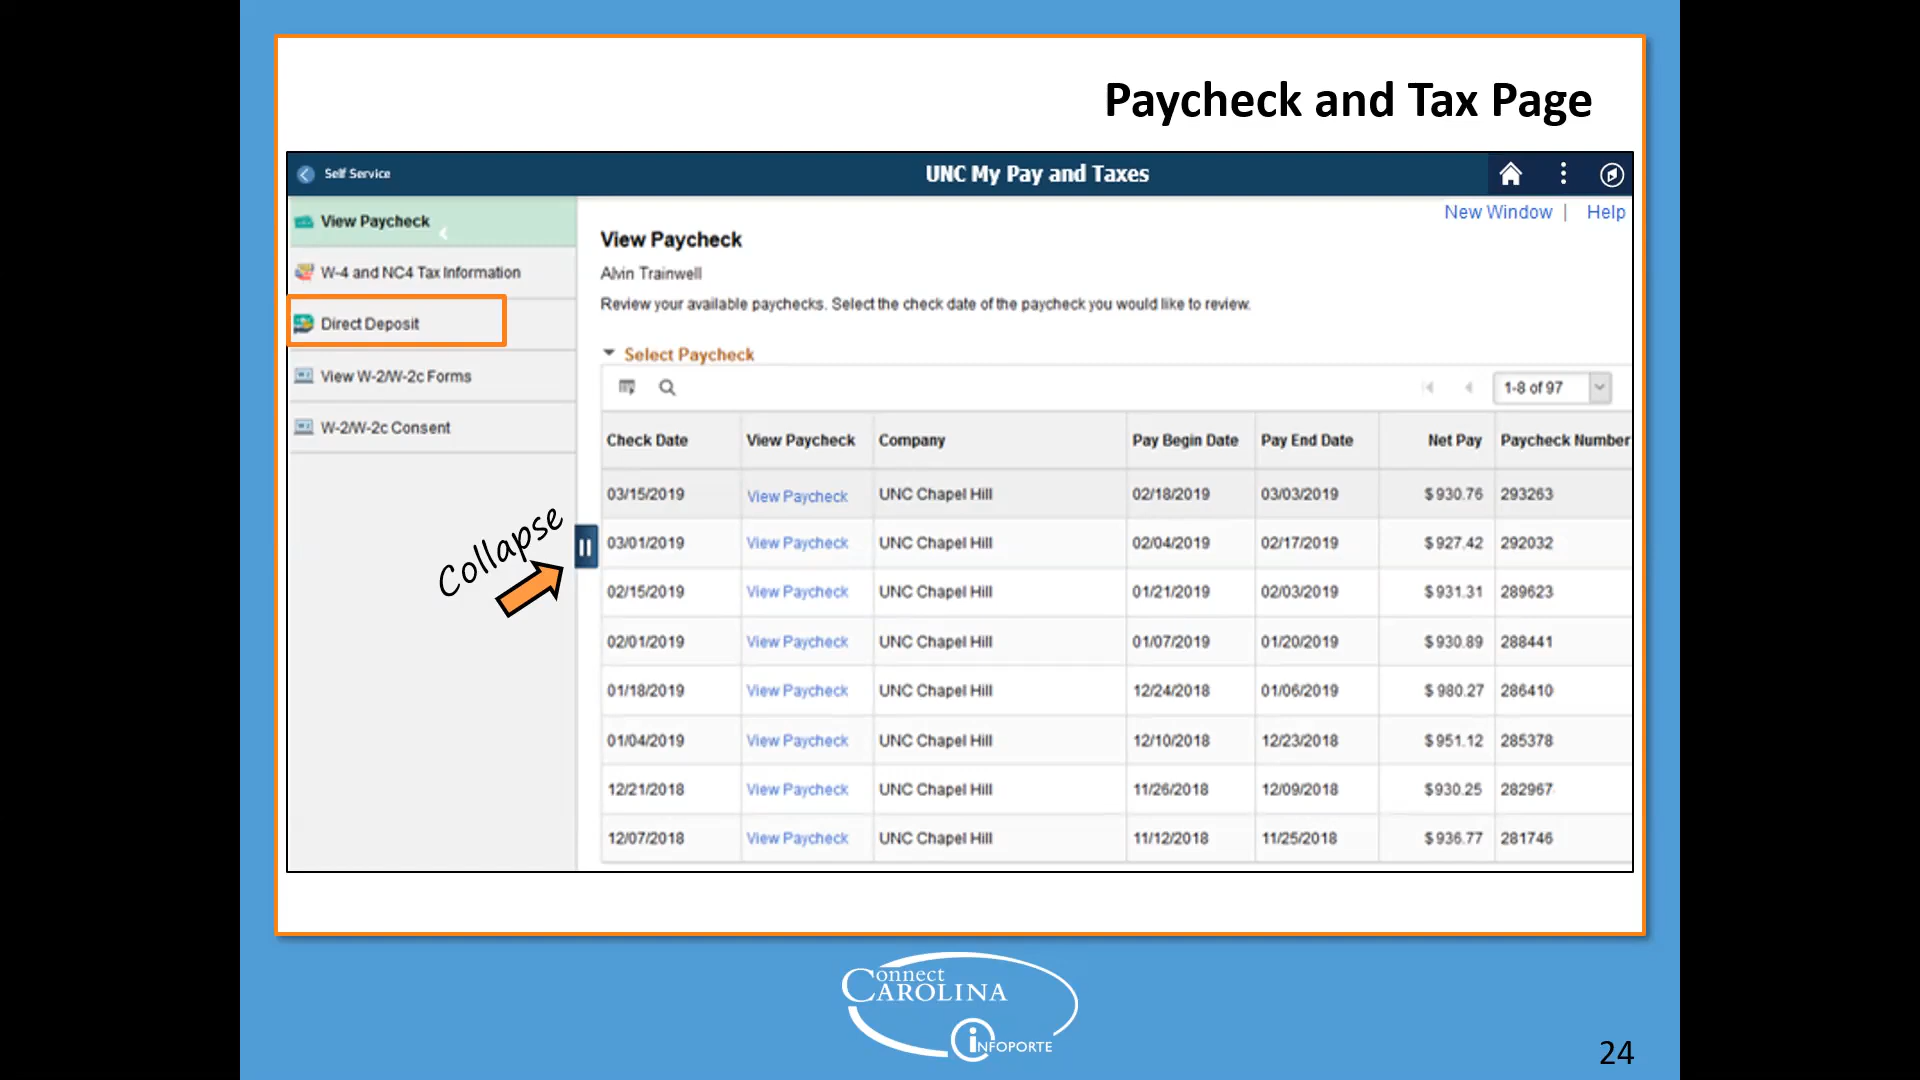 Paycheck and Tax Page
Self Service
UNC My Pay and Taxes
New Window | Help
View Paycheck
W-4 and NC4 Tax Information
Direct Deposit
View W-2/W-2c Forms
W-2/W-2c Consent
Collapse
View Paycheck
Alvin Trainwell
Review your available paychecks. Select the check date of the paycheck you would like to review.
Select Paycheck
1-8 of 97
Check Date View Paycheck Company Pay Begin Date Pay End Date Net Pay Paycheck Number
03/15/2019 View Paycheck UNC Chapel Hill 02/18/2019 03/03/2019 $930.76 293263
03/01/2019 View Paycheck UNC Chapel Hill 02/04/2019 02/17/2019 $927.42 292032
02/15/2019 View Paycheck UNC Chapel Hill 01/21/2019 02/03/2019 $931.31 289623
02/01/2019 View Paycheck UNC Chapel Hill 01/07/2019 01/20/2019 $930.89 288441
01/18/2019 View Paycheck UNC Chapel Hill 12/24/2018 01/06/2019 $980.27 286410
01/04/2019 View Paycheck UNC Chapel Hill 12/10/2018 12/23/2018 $951.12 285378
12/21/2018 View Paycheck UNC Chapel Hill 11/26/2018 12/09/2018 $930.25 282967
12/07/2018 View Paycheck UNC Chapel Hill 11/12/2018 11/25/2018 $936.77 281746
Connect
CAROLINA
iNFOPORTE
24